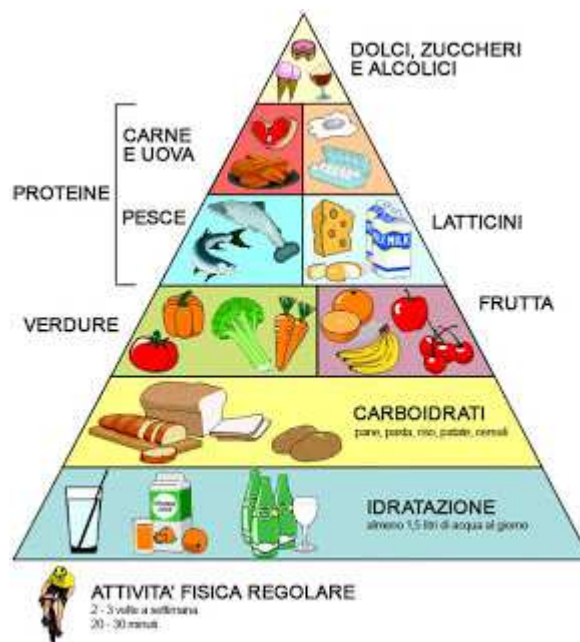 DOLCI, ZUCCHERI
E ALCOLICI
CARNE
E UOVA
PROTEINE
PESCE
LATTICINI
MILK
VERDURE
FRUTTA
CARBOIDRATI
pane, pasta, riso, patate, cereali
IDRATAZIONE
almeno 1,5 litri di acqua al giorno
ATTIVITA' FISICA REGOLARE
2 - 3 volte a settimana
20 - 30 minuti